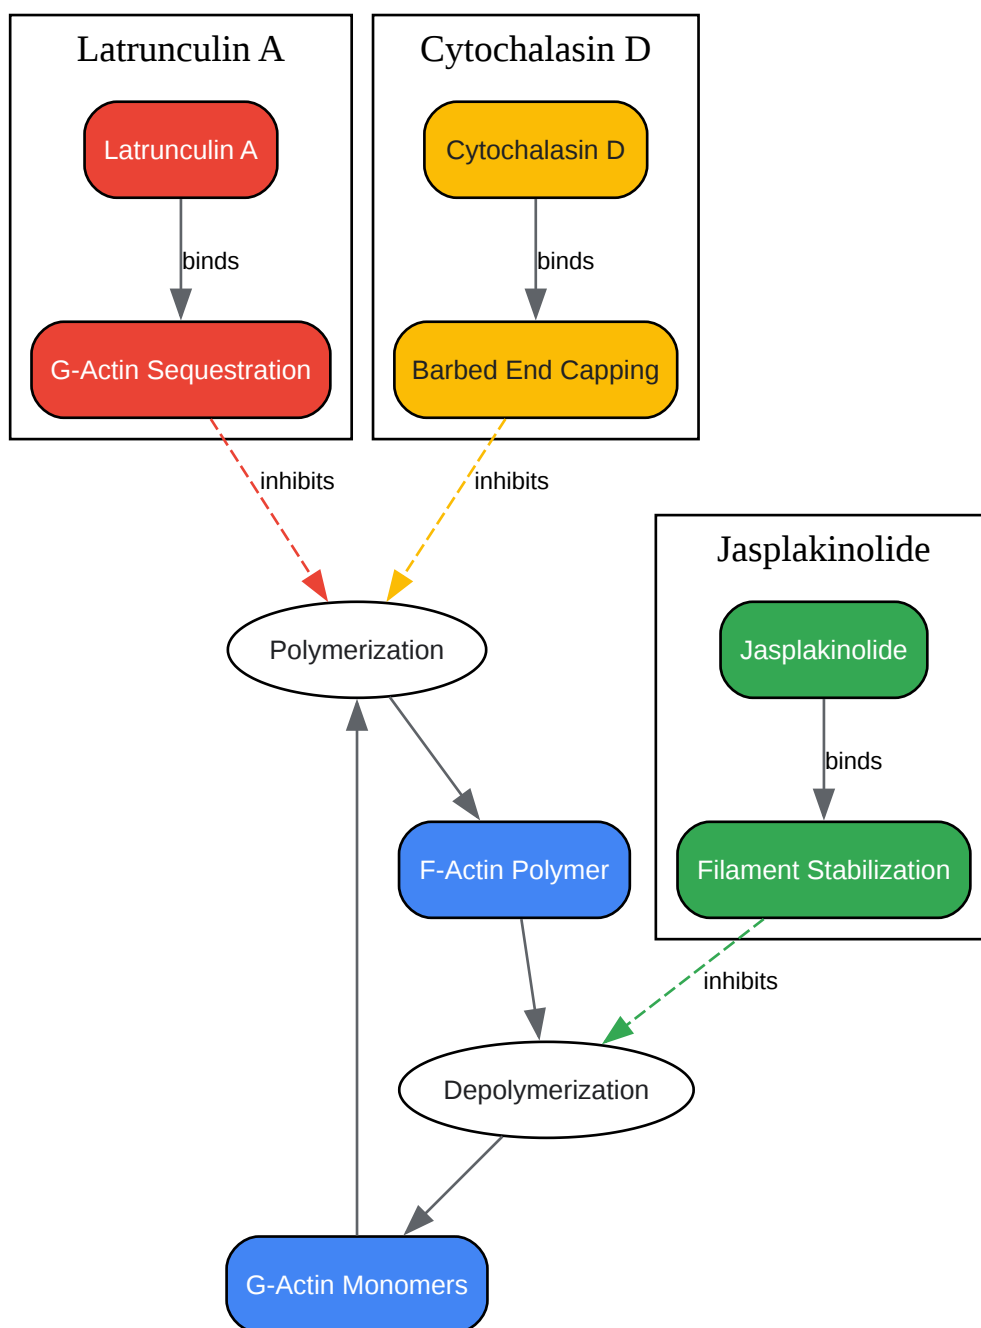 Latrunculin A
Cytochalasin D
Latrunculin A
Cytochalasin D
binds
binds
G-Actin Sequestration
Barbed End Capping
inhibits
inhibits
Jasplakinolide
Polymerization
Jasplakinolide
binds
F-Actin Polymer
Filament Stabilization
inhibits
Depolymerization
G-Actin Monomers